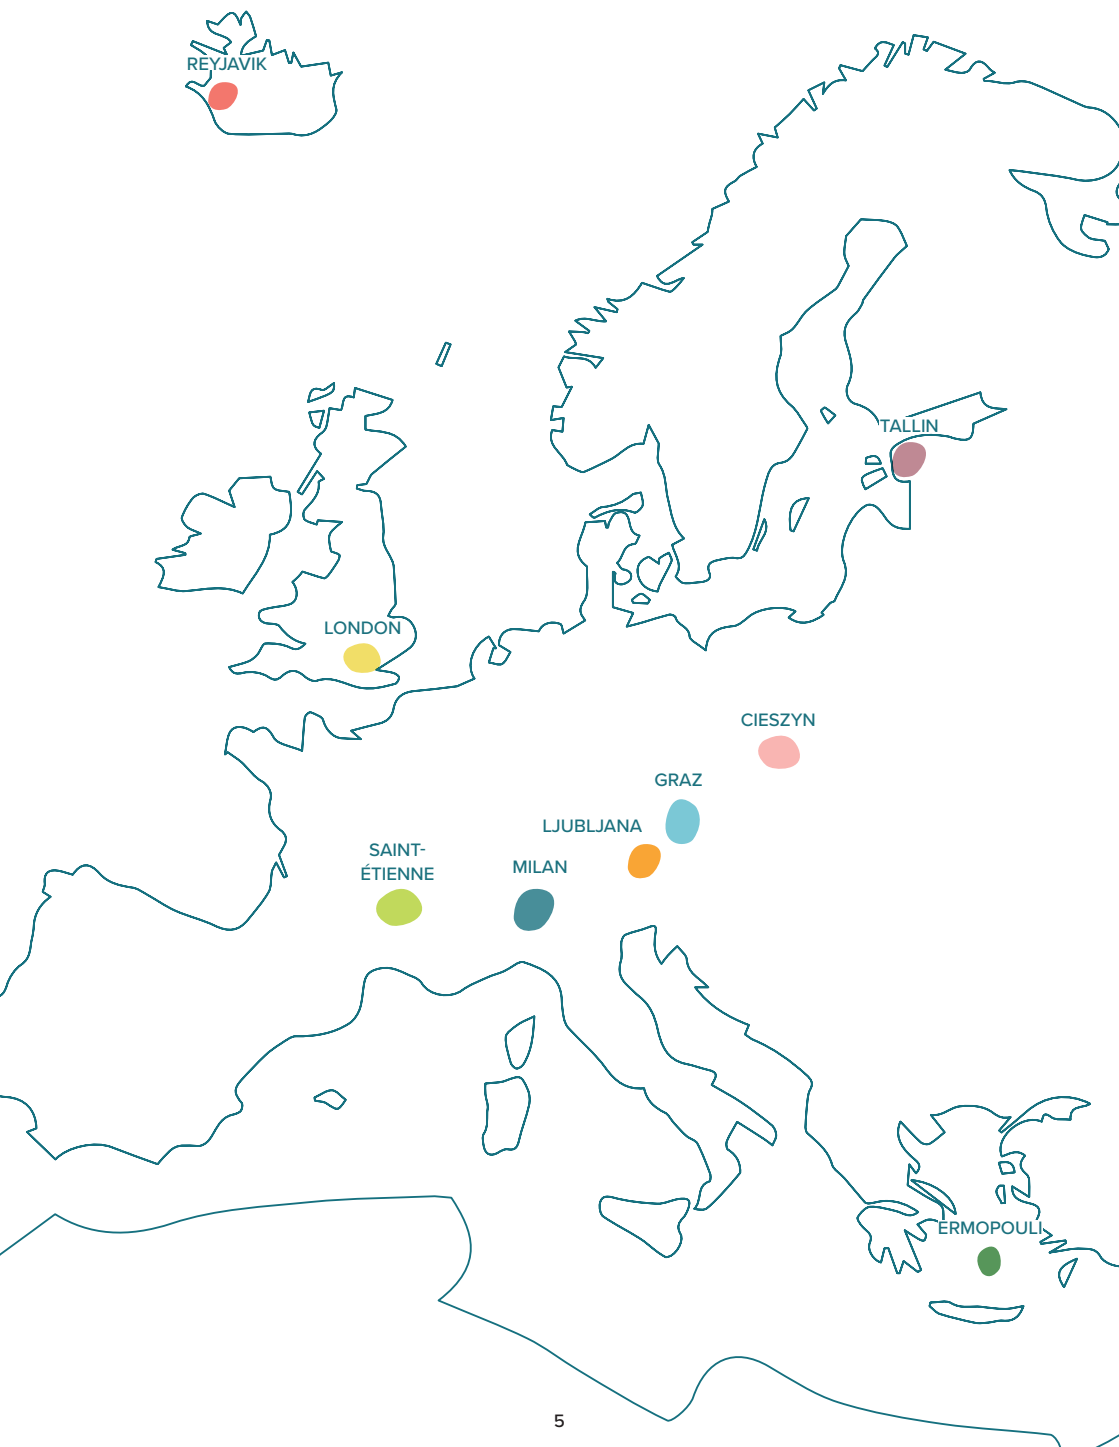 REYJAVIK
TALLIN
LONDON
CIESZYN
GRAZ
LJUBLJANA
SAINT-
ÉTIENNE
MILAN
ERMOPOULI
5